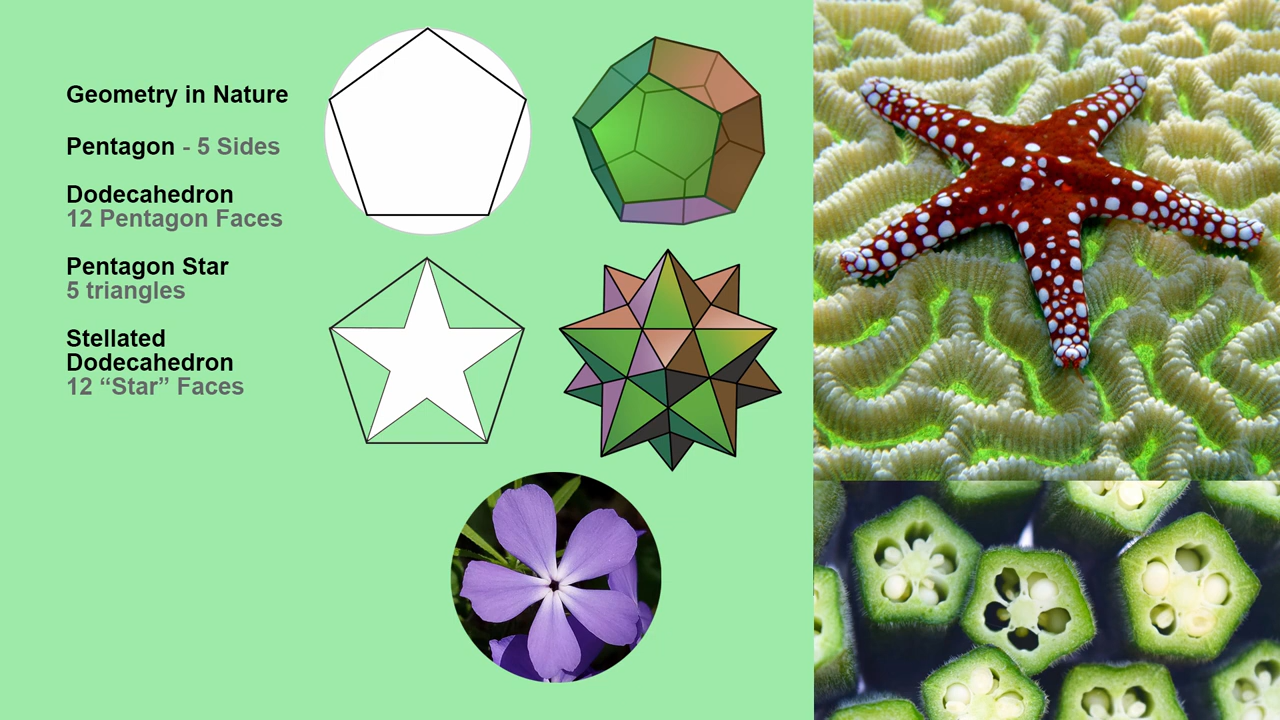 Geometry in Nature
Pentagon - 5 Sides
Dodecahedron
12 Pentagon Faces
Pentagon Star
5 triangles
Stellated
Dodecahedron
12 “Star” Faces